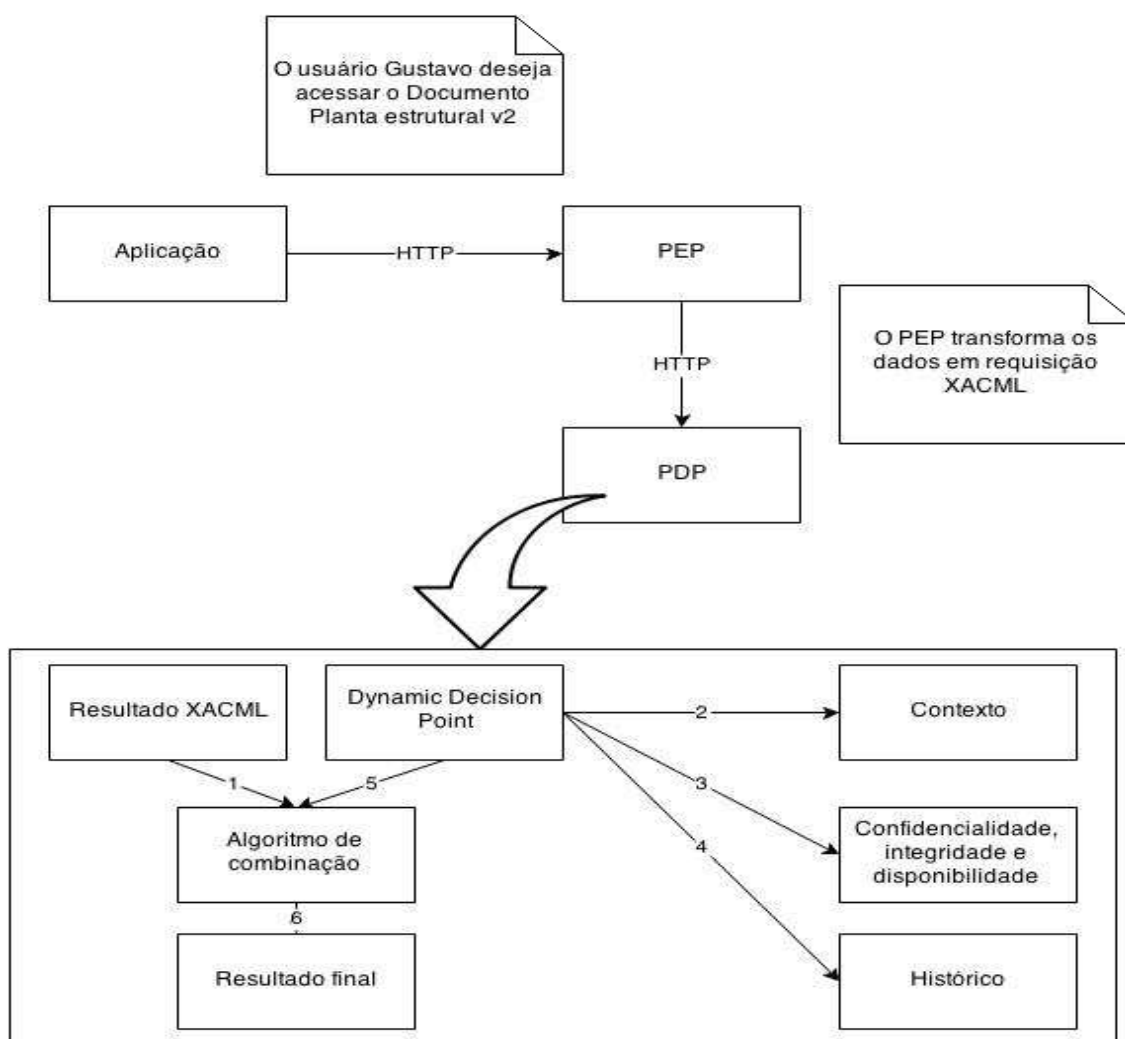 O usuário Gustavo deseja
acessar o Documento
Planta estrutural v2
Aplicação
HTTP
PEP
O PEP transforma os
dados em requisição
XACML
HTTP
PDP
Resultado XACML
Dynamic Decision
Point
2
Contexto
1
5
3
Algoritmo de
combinação
4
Confidencialidade,
integridade e
disponibilidade
6
Resultado final
Histórico